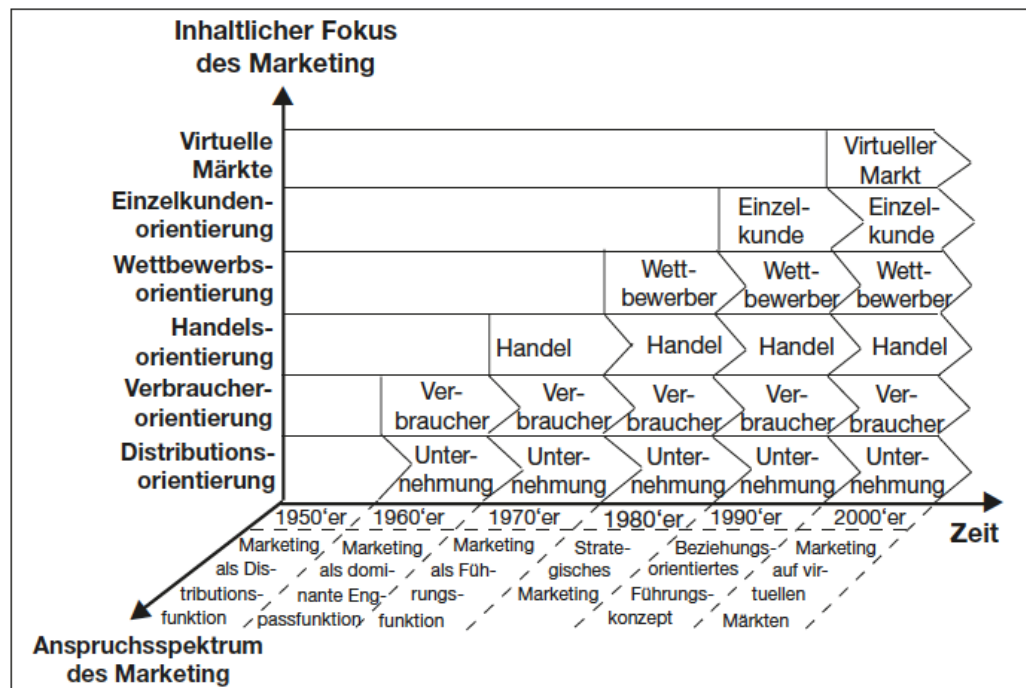 Inhaltlicher Fokus
des Marketing
Virtuelle
Märkte
Virtueller
Markt
Einzelkunden-
orientierung
Einzel-
kunde
Einzel-
kunde
Wettbewerbs-
orientierung
Wett-
bewerber
Wett-
bewerber
Wett-
bewerber
Handels-
orientierung
Handel
Handel
Handel
Handel
Verbraucher-
orientierung
Ver-
braucher
Ver-
braucher
Ver-
braucher
Ver-
braucher
Ver-
braucher
Distributions-
orientierung
Unter-
nehmung
Unter-
nehmung
Unter-
nehmung
Unter-
nehmung
Unter-
nehmung
1950‘er
1960‘er
1970‘er
1980‘er
1990‘er
2000‘er
Zeit
Marketing
als Dis-
tributions-
funktion
Marketing
als domi-
nante Eng-
passfunktion
Marketing
als Füh-
rungs-
funktion
Strate-
gisches
Marketing
Beziehungs-
orientiertes
Führungs-
konzept
Marketing
auf vir-
tuellen
Märkten
Anspruchsspektrum
des Marketing